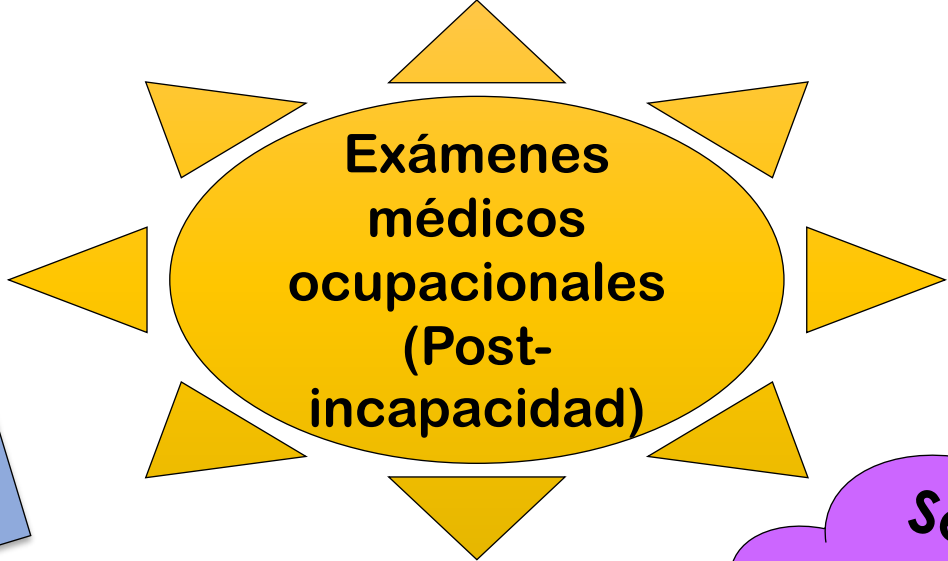 Exámenes
médicos
ocupacionales
(Post-
incapacidad)